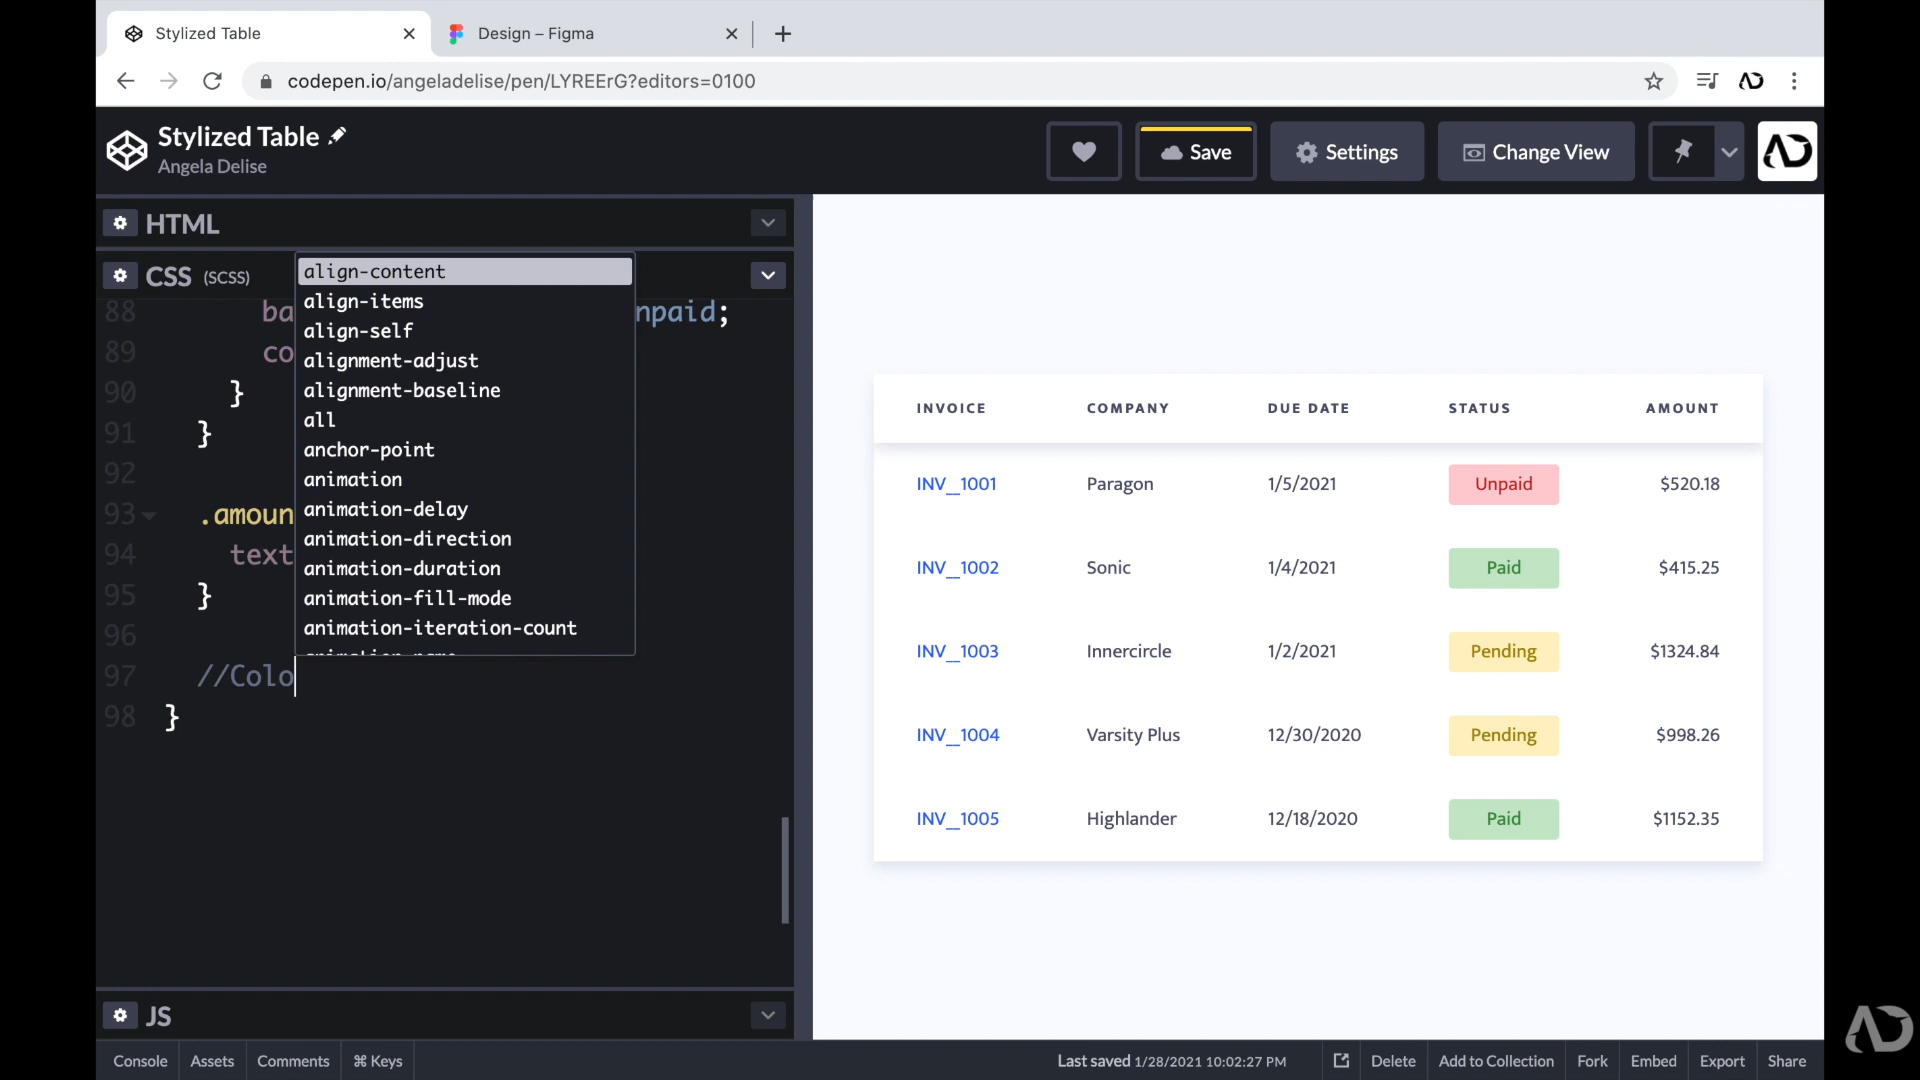 Stylized Table
Design – Figma
codepen.io/angeladelise/pen/LYREErG?editors=0100
Stylized Table
Angela Delise
Save
Settings
Change View
HTML
CSS (SCSS)
align-content
align-items
align-self
alignment-adjust
alignment-baseline
all
anchor-point
animation
animation-delay
animation-direction
animation-duration
animation-fill-mode
animation-iteration-count
88 ba npaid;
89 co
90 }
91 }
92
93 .amoun
94 text
95 }
96
97 //Colo
98 }
INVOICE COMPANY DUE DATE STATUS AMOUNT
INV__1001 Paragon 1/5/2021 Unpaid $520.18
INV__1002 Sonic 1/4/2021 Paid $415.25
INV__1003 Innercircle 1/2/2021 Pending $1324.84
INV__1004 Varsity Plus 12/30/2020 Pending $998.26
INV__1005 Highlander 12/18/2020 Paid $1152.35
JS
Console Assets Comments ⌘ Keys Last saved 1/28/2021 10:02:27 PM Delete Add to Collection Fork Embed Export Share